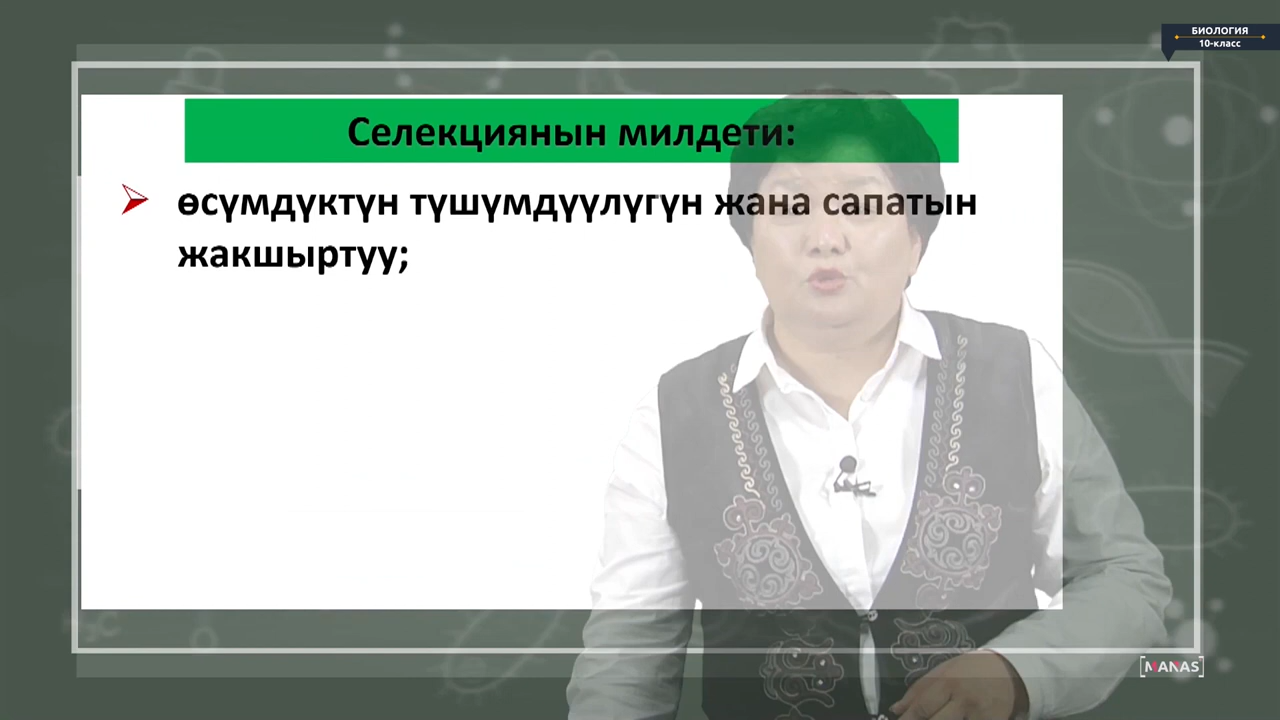 БИОЛОГИЯ
10-класс
Селекциянын милдети:
өсүмдүктүн түшүмдүүлүгүн жана сапатын
жакшыртуу;
[MANAS]